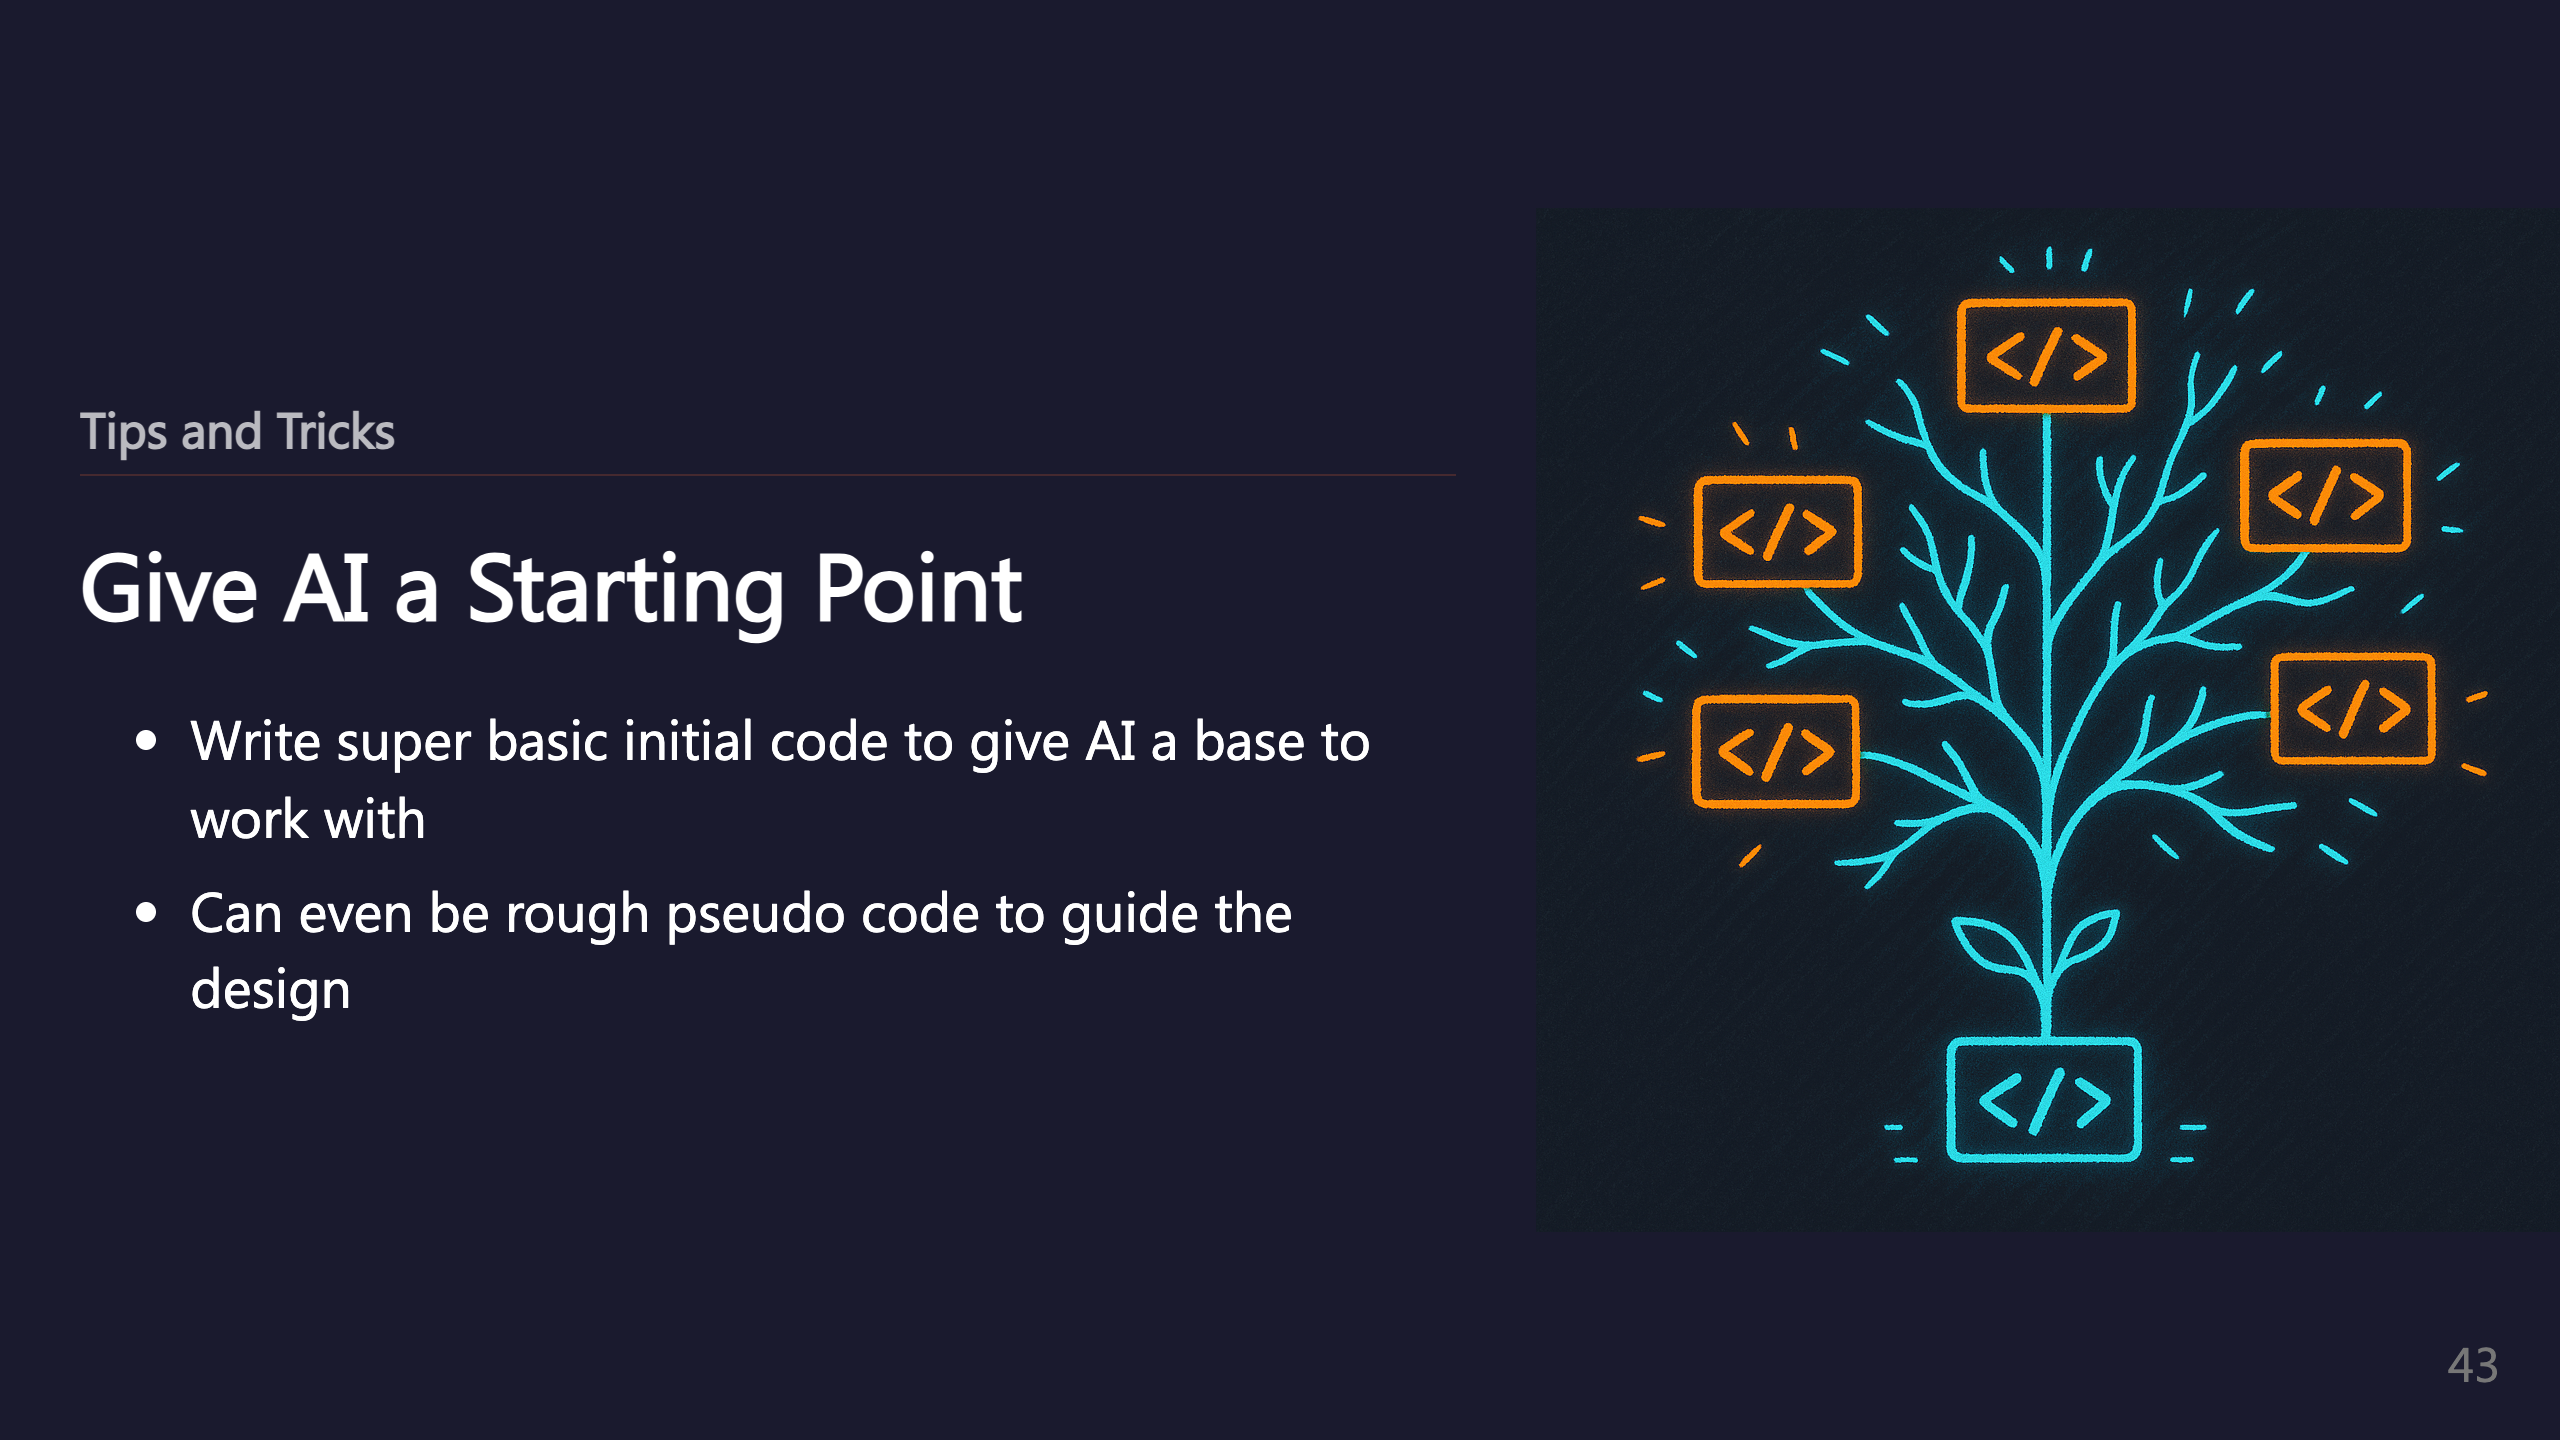 Tips and Tricks
Give AI a Starting Point
• Write super basic initial code to give AI a base to
work with
• Can even be rough pseudo code to guide the
design
</>
</>
</>
</>
</>
</>
43